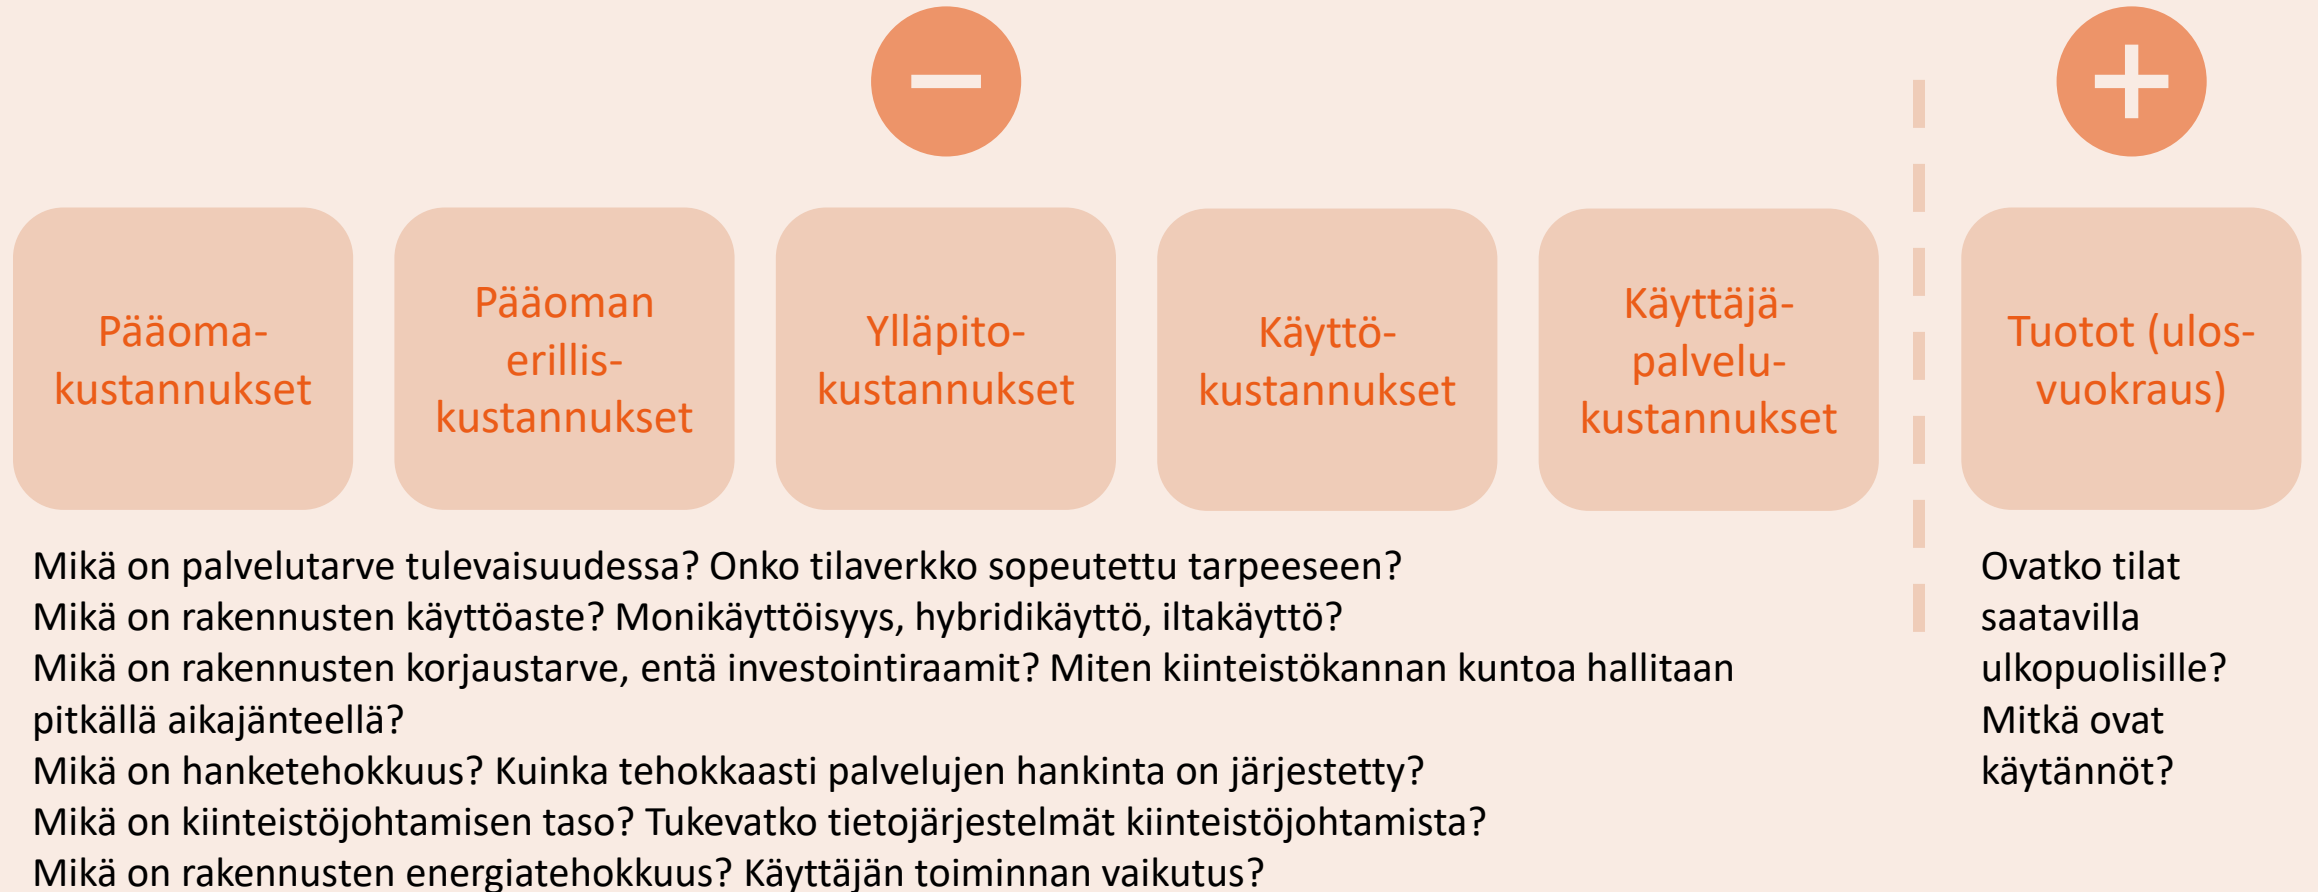 Pääoma-
kustannukset
Pääoman
erillis-
kustannukset
Ylläpito-
kustannukset
Käyttö-
kustannukset
Käyttäjä-
palvelu-
kustannukset
Tuotot (ulos-
vuokraus)
Mikä on palvelutarve tulevaisuudessa? Onko tilaverkko sopeutettu tarpeeseen?
Mikä on rakennusten käyttöaste? Monikäyttöisyys, hybridikäyttö, iltakäyttö?
Mikä on rakennusten korjaustarve, entä investointiraamit? Miten kiinteistökannan kuntoa hallitaan
pitkällä aikajänteellä?
Mikä on hanketehokkuus? Kuinka tehokkaasti palvelujen hankinta on järjestetty?
Mikä on kiinteistöjohtamisen taso? Tukevatko tietojärjestelmät kiinteistöjohtamista?
Mikä on rakennusten energiatehokkuus? Käyttäjän toiminnan vaikutus?
Ovatko tilat
saatavilla
ulkopuolisille?
Mitkä ovat
käytännöt?